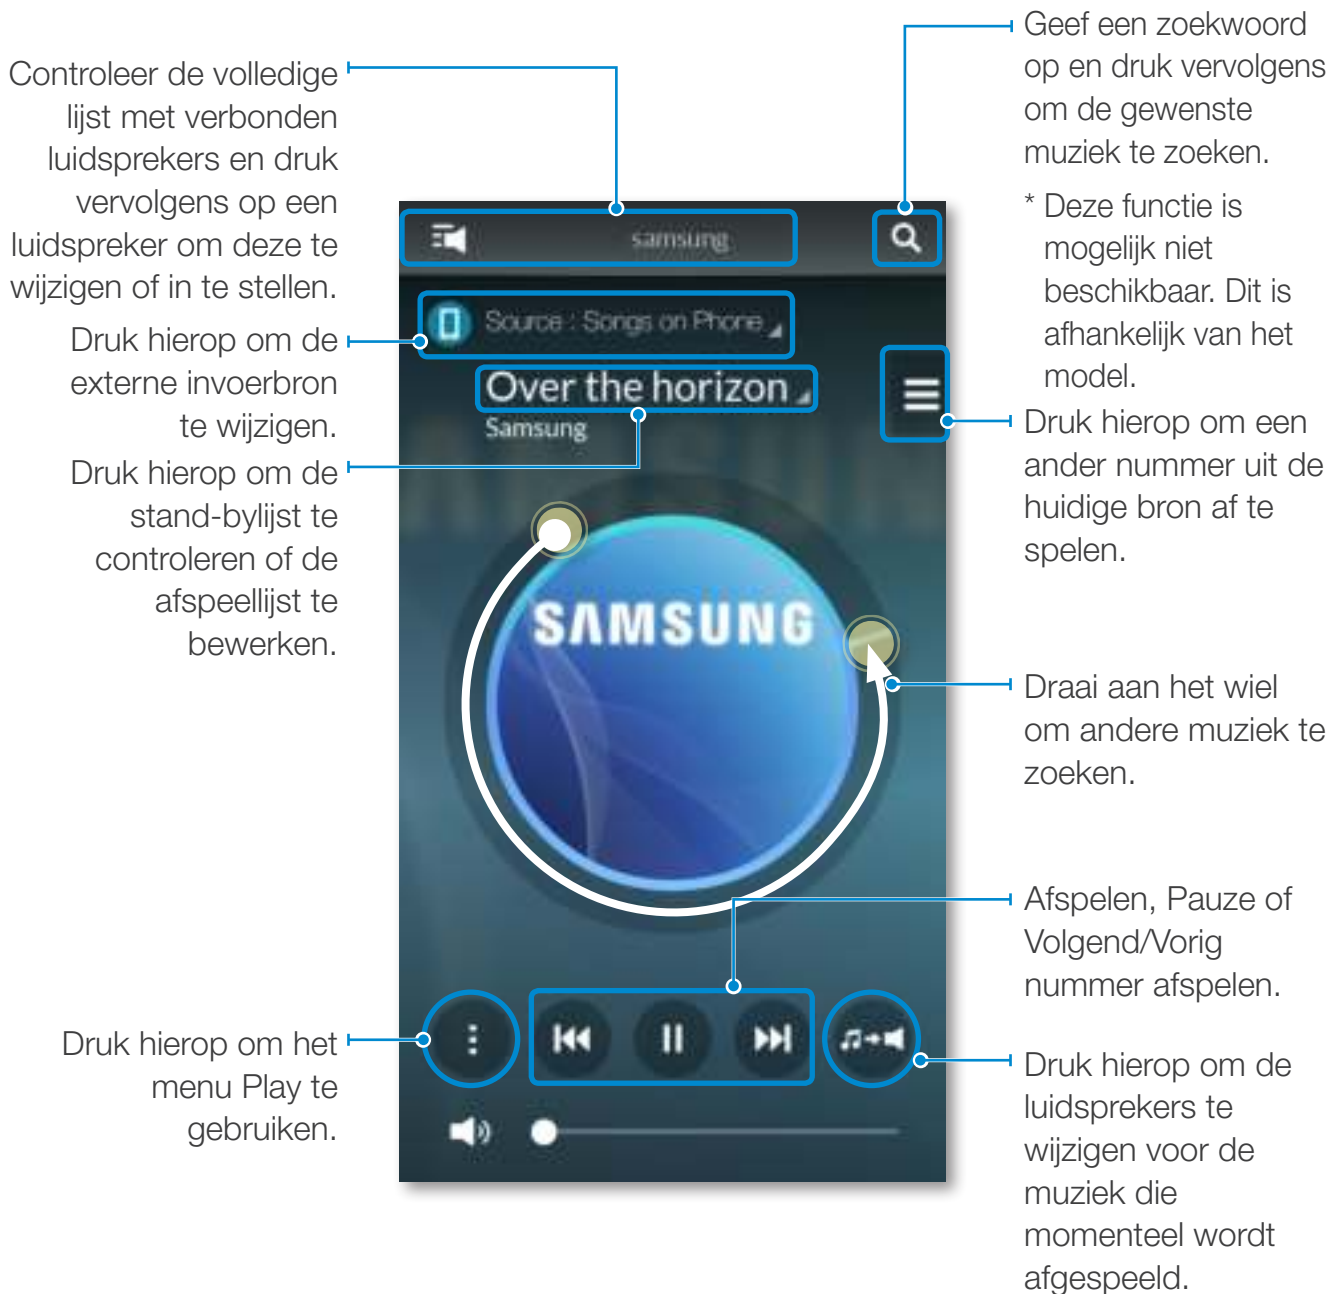 Controleer de volledige
lijst met verbonden
luidsprekers en druk
vervolgens op een
luidspreker om deze te
wijzigen of in te stellen.
Druk hierop om de
externe invoerbron
te wijzigen.
Druk hierop om de
stand-bylijst te
controleren of de
afspeellijst te
bewerken.
Druk hierop om het
menu Play te
gebruiken.
samsung
Source : Songs on Phone
Over the horizon
Samsung
SAMSUNG
Geef een zoekwoord
op en druk vervolgens
om de gewenste
muziek te zoeken.
* Deze functie is
mogelijk niet
beschikbaar. Dit is
afhankelijk van het
model.
Druk hierop om een
ander nummer uit de
huidige bron af te
spelen.
Draai aan het wiel
om andere muziek te
zoeken.
Afspelen, Pauze of
Volgend/Vorig
nummer afspelen.
Druk hierop om de
luidsprekers te
wijzigen voor de
muziek die
momenteel wordt
afgespeeld.